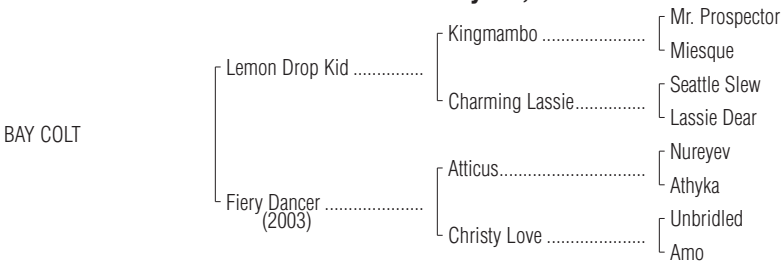 Mr. Prospector
Kingmambo ......................
Miesque
Lemon Drop Kid ...............
Seattle Slew
Charming Lassie...............
Lassie Dear
BAY COLT
Nureyev
Atticus...............................
Athyka
Fiery Dancer .....................
(2003)
Unbridled
Christy Love .....................
Amo